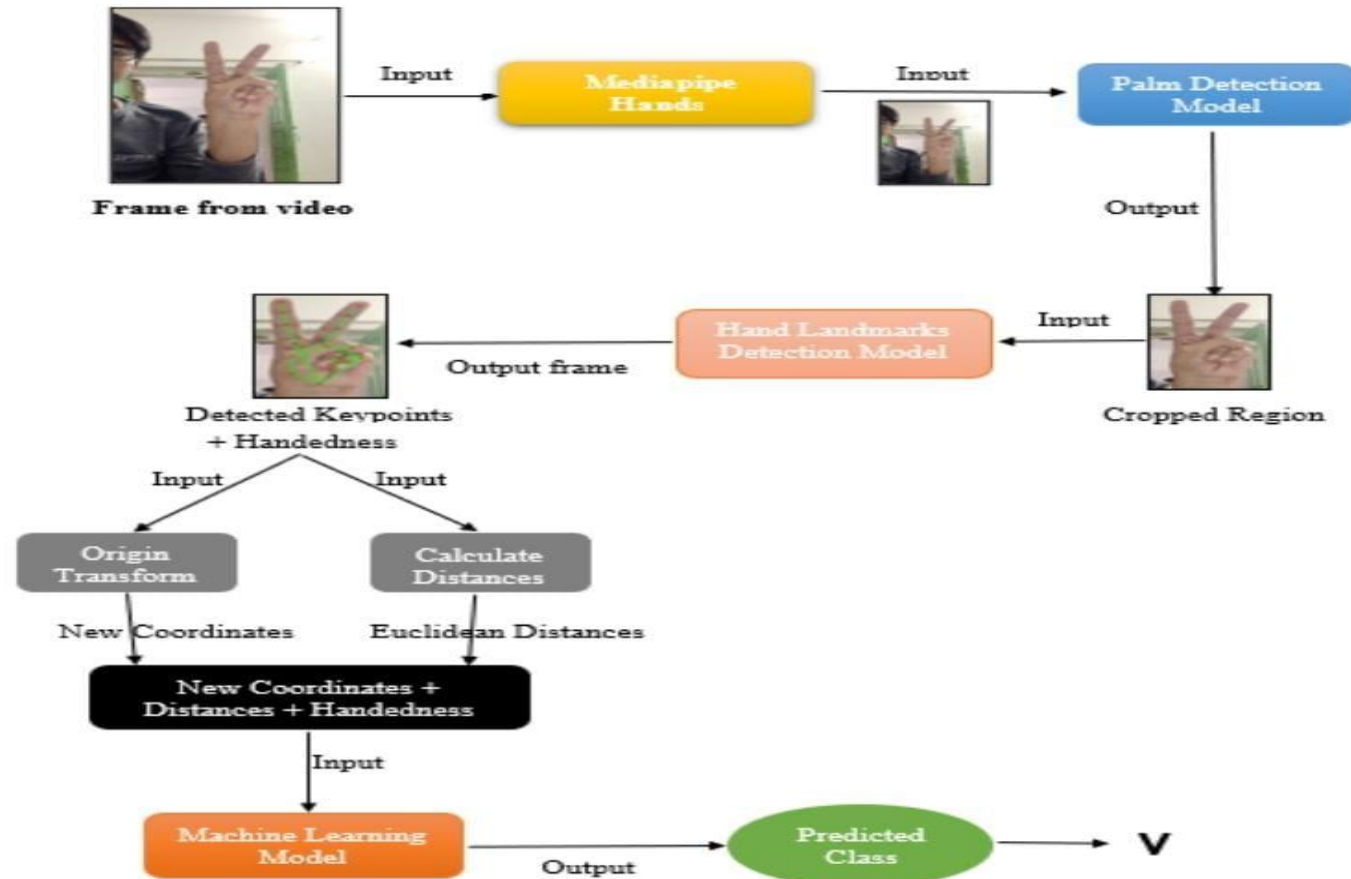 Input
Mediapipe
Hands
Input
Palm Detection
Model
Frame from video
Output
Input
Hand Landmarks
Detection Model
Output frame
Detected Keypoints
+ Handedness
Cropped Region
Input
Input
Origin
Transform
Calculate
Distances
New Coordinates
Euclidean Distances
New Coordinates +
Distances + Handedness
Input
Machine Learning
Model
Output
Predicted
Class
V